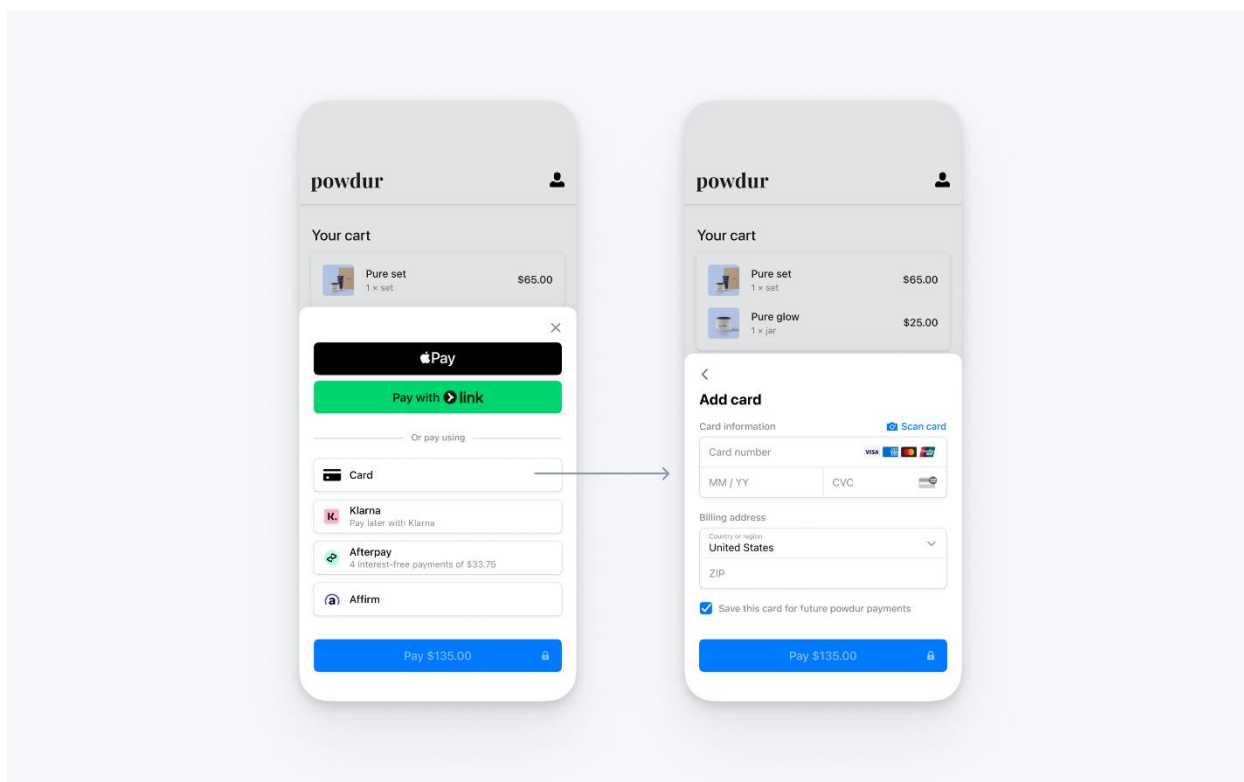 powdur
Your cart
Pure set
1 × set
$65.00
Pay
Pay with link
Or pay using
Card
K.
Klarna
Pay later with Klarna
Afterpay
4 interest-free payments of $33.75
a
Affirm
Pay $135.00
powdur
Your cart
Pure set
1 × set
$65.00
Pure glow
1 × jar
$25.00
Add card
Card information
Scan card
Card number
VISA
MM / YY
CVC
Billing address
Country or region
United States
ZIP
Save this card for future powdur payments
Pay $135.00